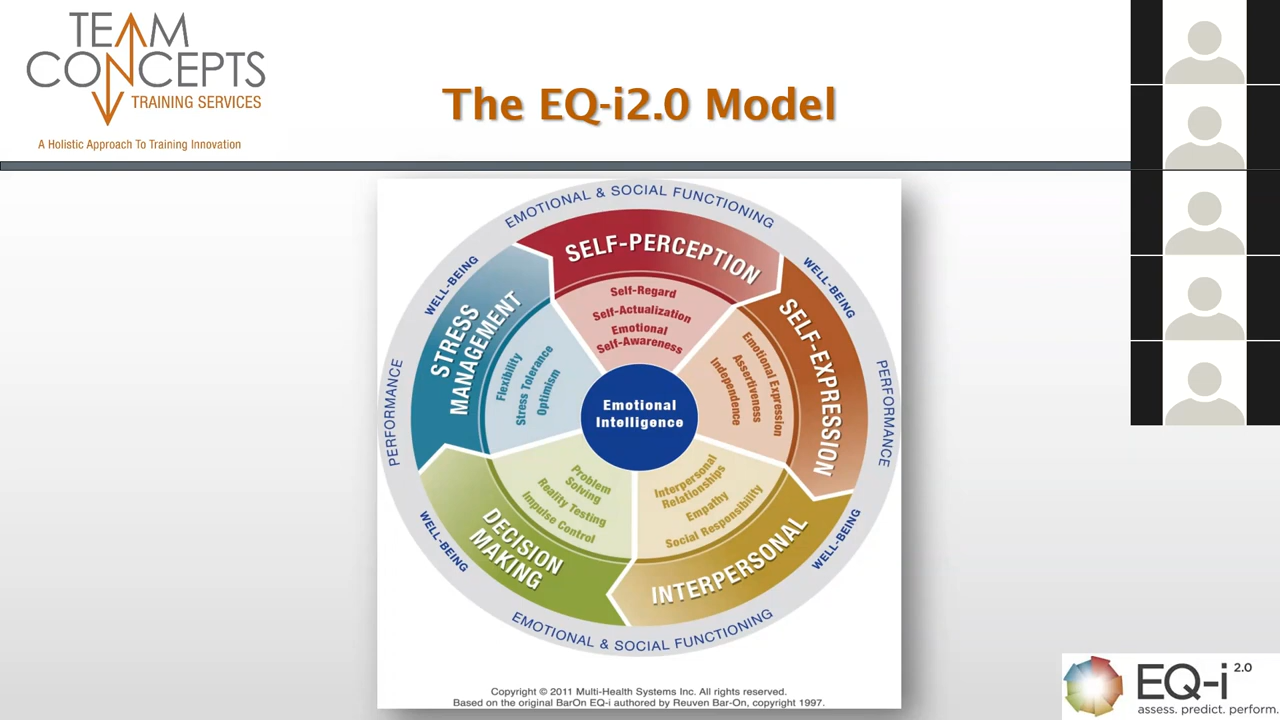 TEAM
CONCEPTS
TRAINING SERVICES
A Holistic Approach To Training Innovation
The EQ-i2.0 Model
EMOTIONAL & SOCIAL FUNCTIONING
WELL-BEING
WELL-BEING
PERFORMANCE
PERFORMANCE
WELL-BEING
WELL-BEING
EMOTIONAL & SOCIAL FUNCTIONING
SELF-PERCEPTION
Self-Regard
Self-Actualization
Emotional
Self-Awareness
SELF-EXPRESSION
Emotional Expression
Assertiveness
Independence
INTERPERSONAL
Interpersonal
Relationships
Empathy
Social Responsibility
DECISION
MAKING
Problem
Solving
Reality Testing
Impulse Control
STRESS
MANAGEMENT
Flexibility
Stress Tolerance
Optimism
Emotional
Intelligence
Copyright © 2011 Multi-Health Systems Inc. All rights reserved.
Based on the original BarOn EQ-i authored by Reuven Bar-On, copyright 1997.
EQ-i 2.0
assess. predict. perform.